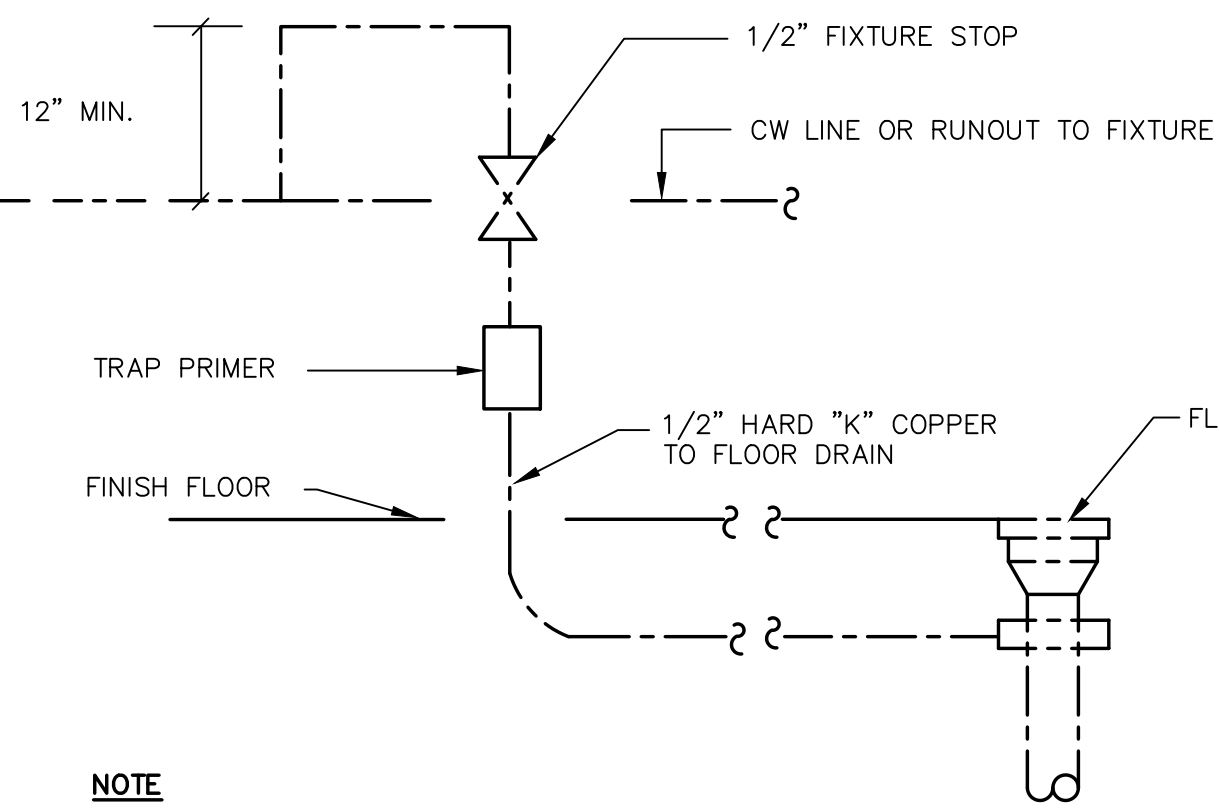 1/2" FIXTURE STOP
12" MIN.
CW LINE OR RUNOUT TO FIXTURE
TRAP PRIMER
1/2" HARD "K" COPPER
TO FLOOR DRAIN
FL
FINISH FLOOR
NOTE